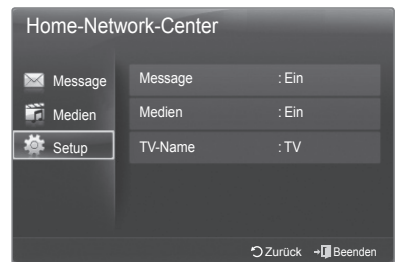 Home-Network-Center
Message
Medien
Setup
Message : Ein
Medien : Ein
TV-Name : TV
Zurück Beenden